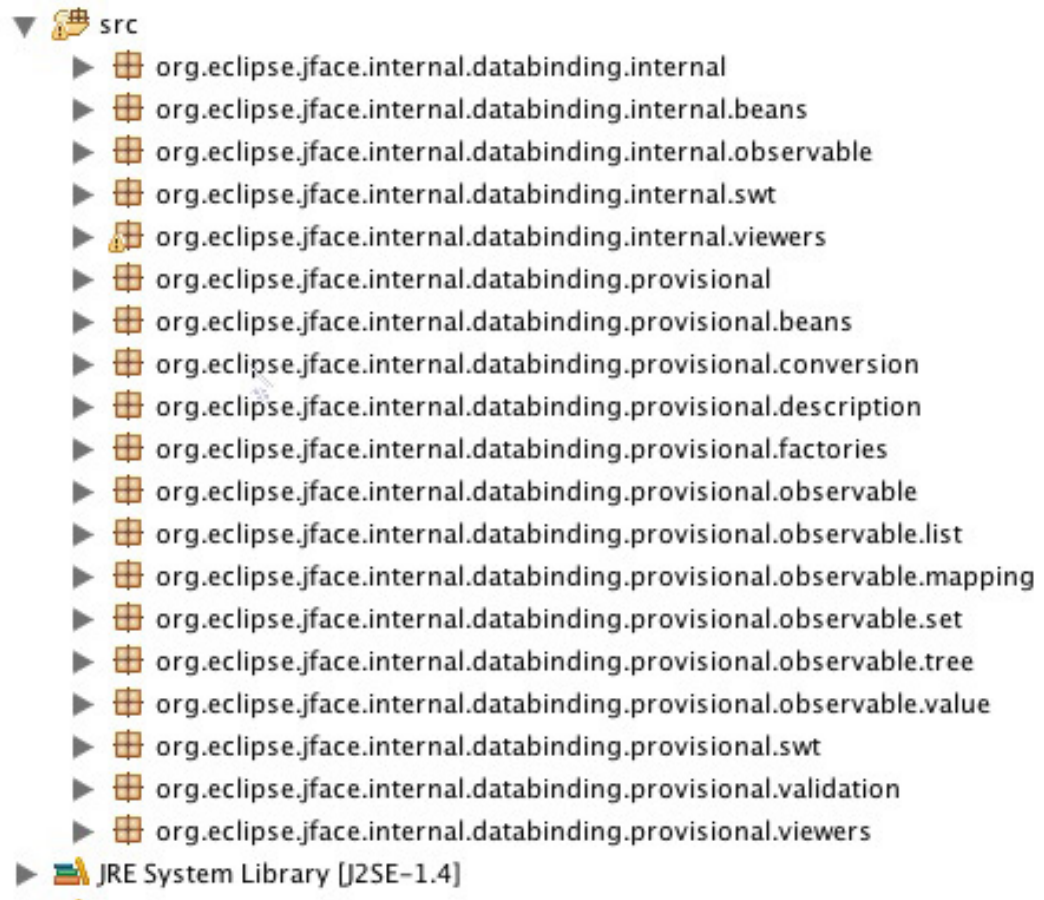 src
org.eclipse.jface.internal.databinding.internal
org.eclipse.jface.internal.databinding.internal.beans
org.eclipse.jface.internal.databinding.internal.observable
org.eclipse.jface.internal.databinding.internal.swt
org.eclipse.jface.internal.databinding.internal.viewers
org.eclipse.jface.internal.databinding.provisional
org.eclipse.jface.internal.databinding.provisional.beans
org.eclipse.jface.internal.databinding.provisional.conversion
org.eclipse.jface.internal.databinding.provisional.description
org.eclipse.jface.internal.databinding.provisional.factories
org.eclipse.jface.internal.databinding.provisional.observable
org.eclipse.jface.internal.databinding.provisional.observable.list
org.eclipse.jface.internal.databinding.provisional.observable.mapping
org.eclipse.jface.internal.databinding.provisional.observable.set
org.eclipse.jface.internal.databinding.provisional.observable.tree
org.eclipse.jface.internal.databinding.provisional.observable.value
org.eclipse.jface.internal.databinding.provisional.swt
org.eclipse.jface.internal.databinding.provisional.validation
org.eclipse.jface.internal.databinding.provisional.viewers
JRE System Library [J2SE-1.4]